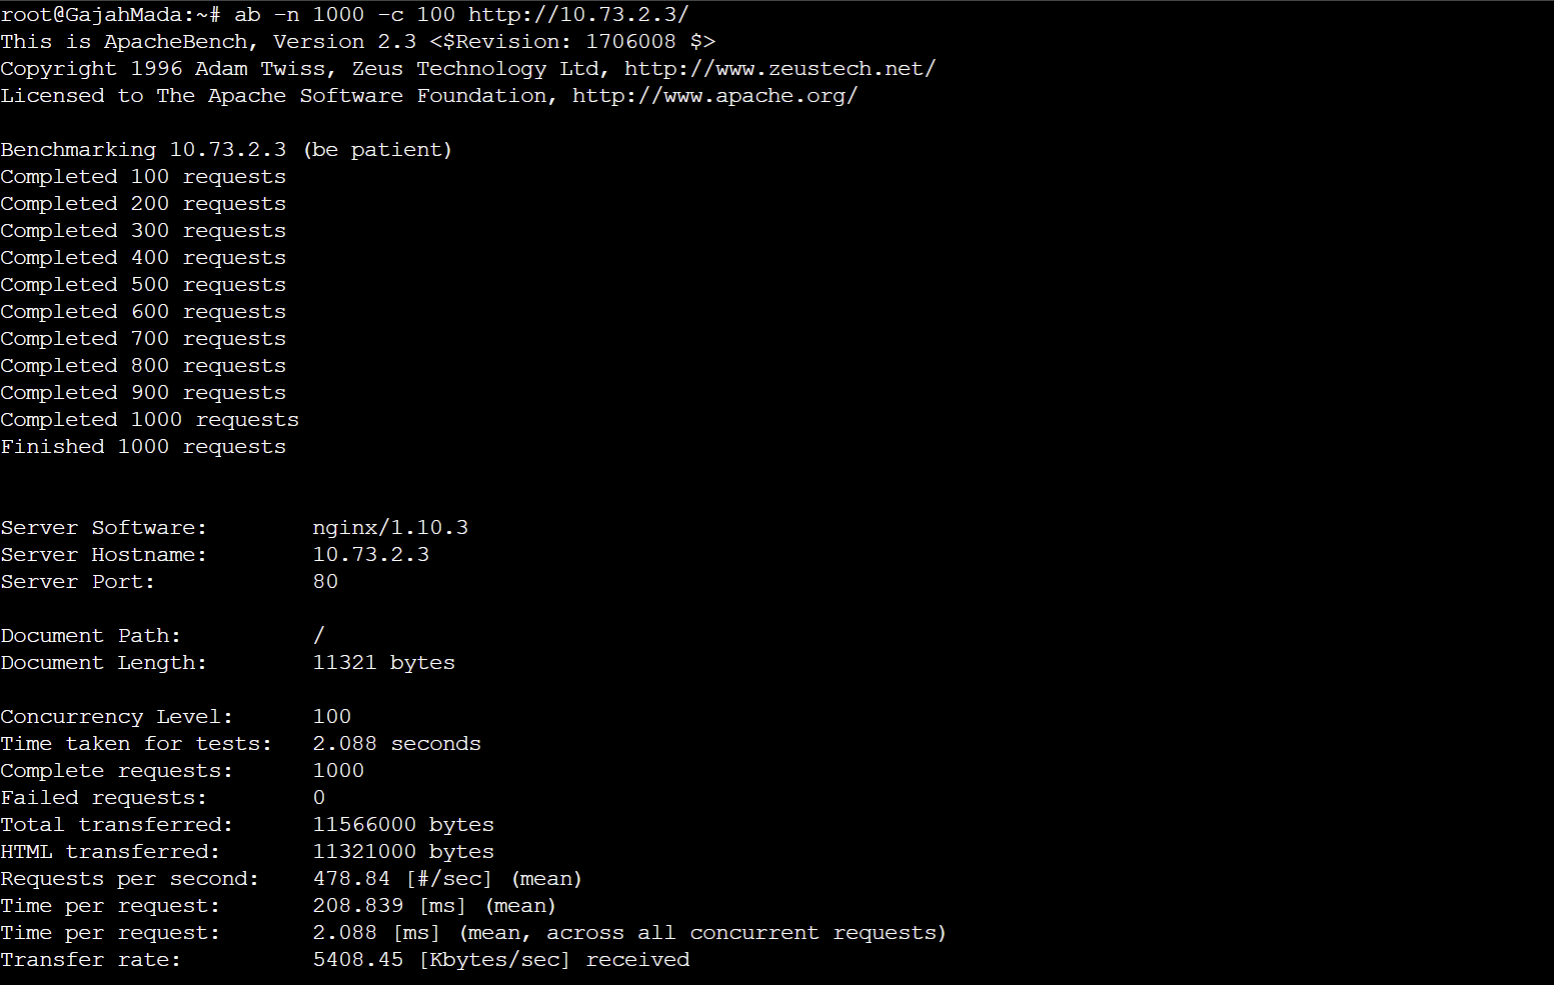 root@GajahMada:~# ab -n 1000 -c 100 http://10.73.2.3/
This is ApacheBench, Version 2.3 <$Revision: 1706008 $>
Copyright 1996 Adam Twiss, Zeus Technology Ltd, http://www.zeustech.net/
Licensed to The Apache Software Foundation, http://www.apache.org/

Benchmarking 10.73.2.3 (be patient)
Completed 100 requests
Completed 200 requests
Completed 300 requests
Completed 400 requests
Completed 500 requests
Completed 600 requests
Completed 700 requests
Completed 800 requests
Completed 900 requests
Completed 1000 requests
Finished 1000 requests


Server Software:        nginx/1.10.3
Server Hostname:        10.73.2.3
Server Port:            80

Document Path:          /
Document Length:        11321 bytes

Concurrency Level:      100
Time taken for tests:   2.088 seconds
Complete requests:      1000
Failed requests:        0
Total transferred:      11566000 bytes
HTML transferred:       11321000 bytes
Requests per second:    478.84 [#/sec] (mean)
Time per request:       208.839 [ms] (mean)
Time per request:       2.088 [ms] (mean, across all concurrent requests)
Transfer rate:          5408.45 [Kbytes/sec] received